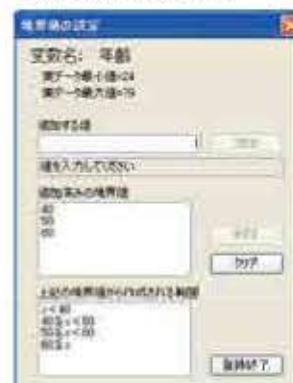 境界値の設定
変数名： 年齢
実データ最小値=24
実データ最大値=79
追加する値
値を入力してください
追加済みの境界値
40
50
60
クリア
上記の境界値から作成される範囲
x<40
40≦x<50
50≦x<60
60≦x
登録終了